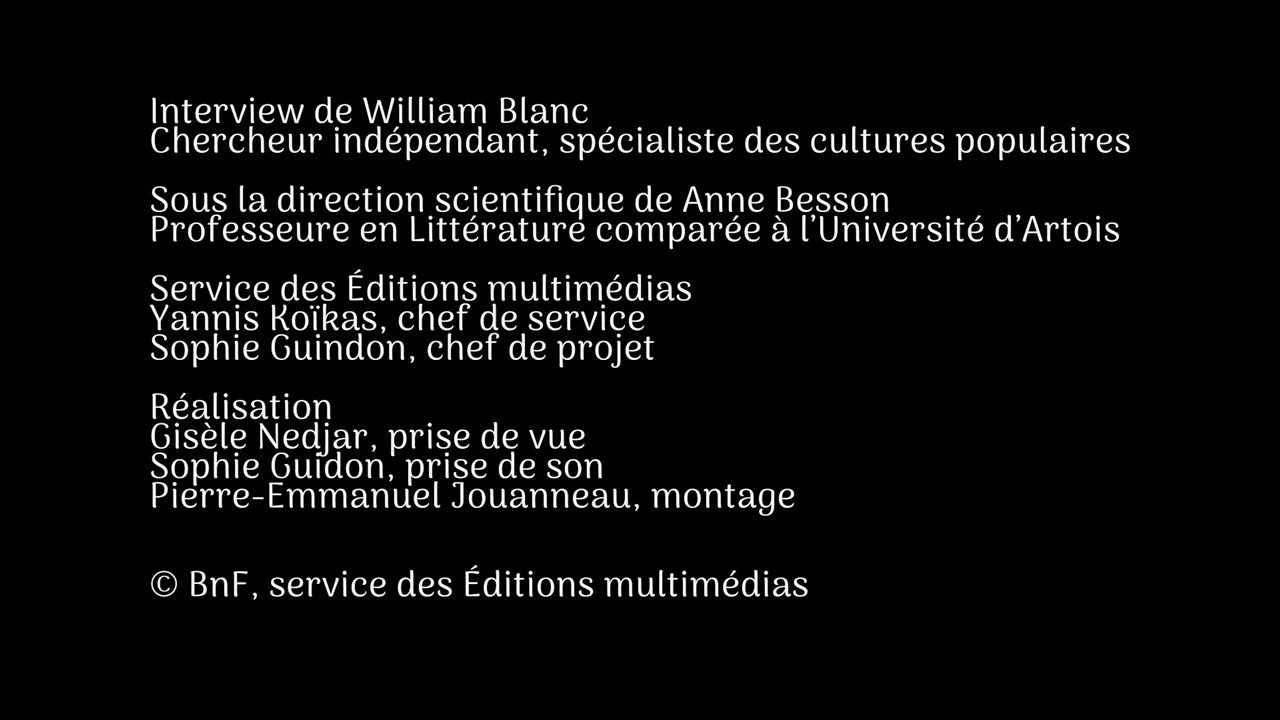 Interview de William Blanc
Chercheur indépendant, spécialiste des cultures populaires
Sous la direction scientifique de Anne Besson
Professeure en Littérature comparée à l’Université d’Artois
Service des Éditions multimédias
Yannis Koïkas, chef de service
Sophie Guindon, chef de projet
Réalisation
Gisèle Nedjar, prise de vue
Sophie Guidon, prise de son
Pierre-Emmanuel Jouanneau, montage
© BnF, service des Éditions multimédias